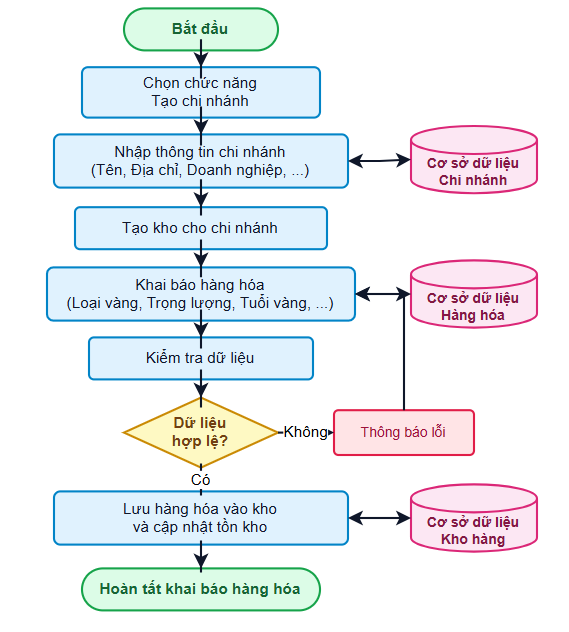 Bắt đầu
Chọn chức năng
Tạo chi nhánh
Nhập thông tin chi nhánh
(Tên, Địa chỉ, Doanh nghiệp, ...)
Cơ sở dữ liệu
Chi nhánh
Tạo kho cho chi nhánh
Khai báo hàng hóa
(Loại vàng, Trọng lượng, Tuổi vàng, ...)
Cơ sở dữ liệu
Hàng hóa
Kiểm tra dữ liệu
Dữ liệu
hợp lệ?
Không
Thông báo lỗi
Có
Lưu hàng hóa vào kho
và cập nhật tồn kho
Cơ sở dữ liệu
Kho hàng
Hoàn tất khai báo hàng hóa